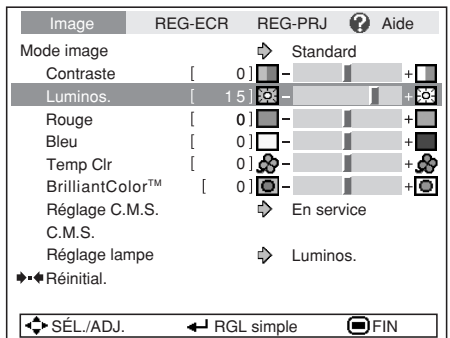 Image REG-ECR REG-PRJ ? Aide
Mode image Standard
Contraste [ 0] – +
Luminos. [ 15] – +
Rouge [ 0] – +
Bleu [ 0] – +
Temp Clr [ 0] – +
BrilliantColor™ [ 0] – +
Réglage C.M.S. En service
C.M.S.
Réglage lampe Luminos.
Réinitial.
SÉL./ADJ. RGL simple FIN